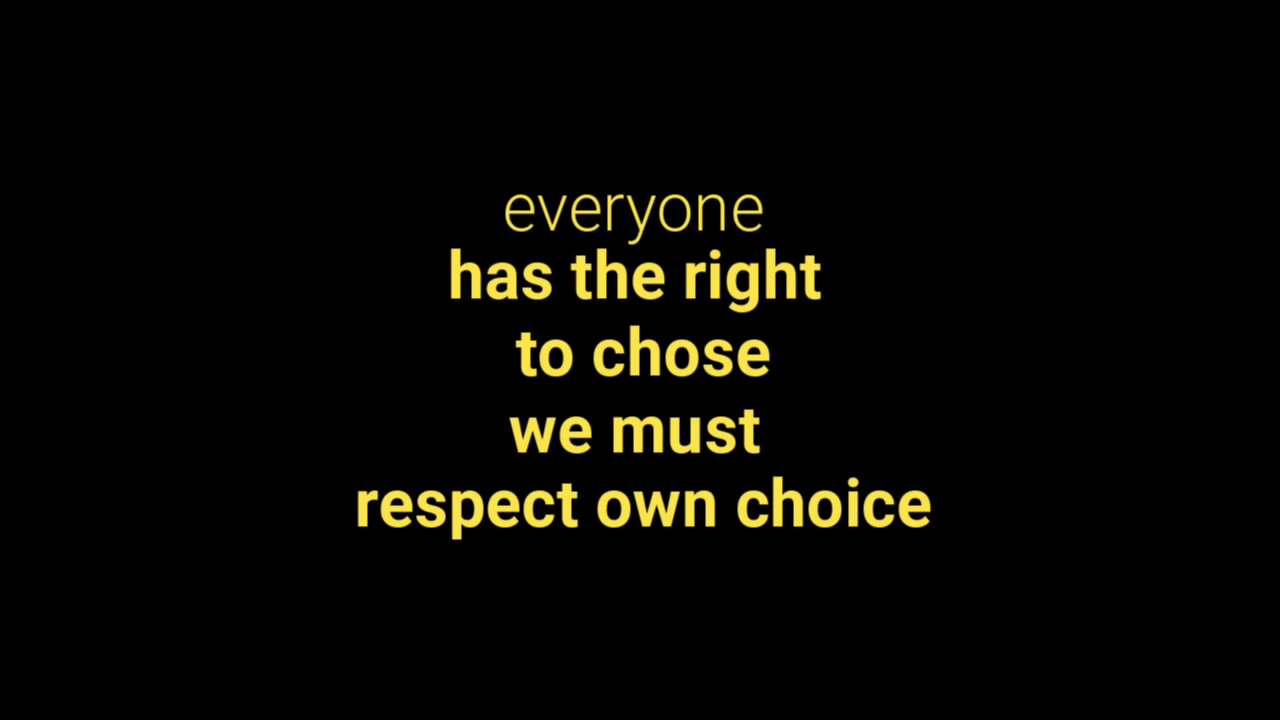 everyone
has the right
to chose
we must
respect own choice